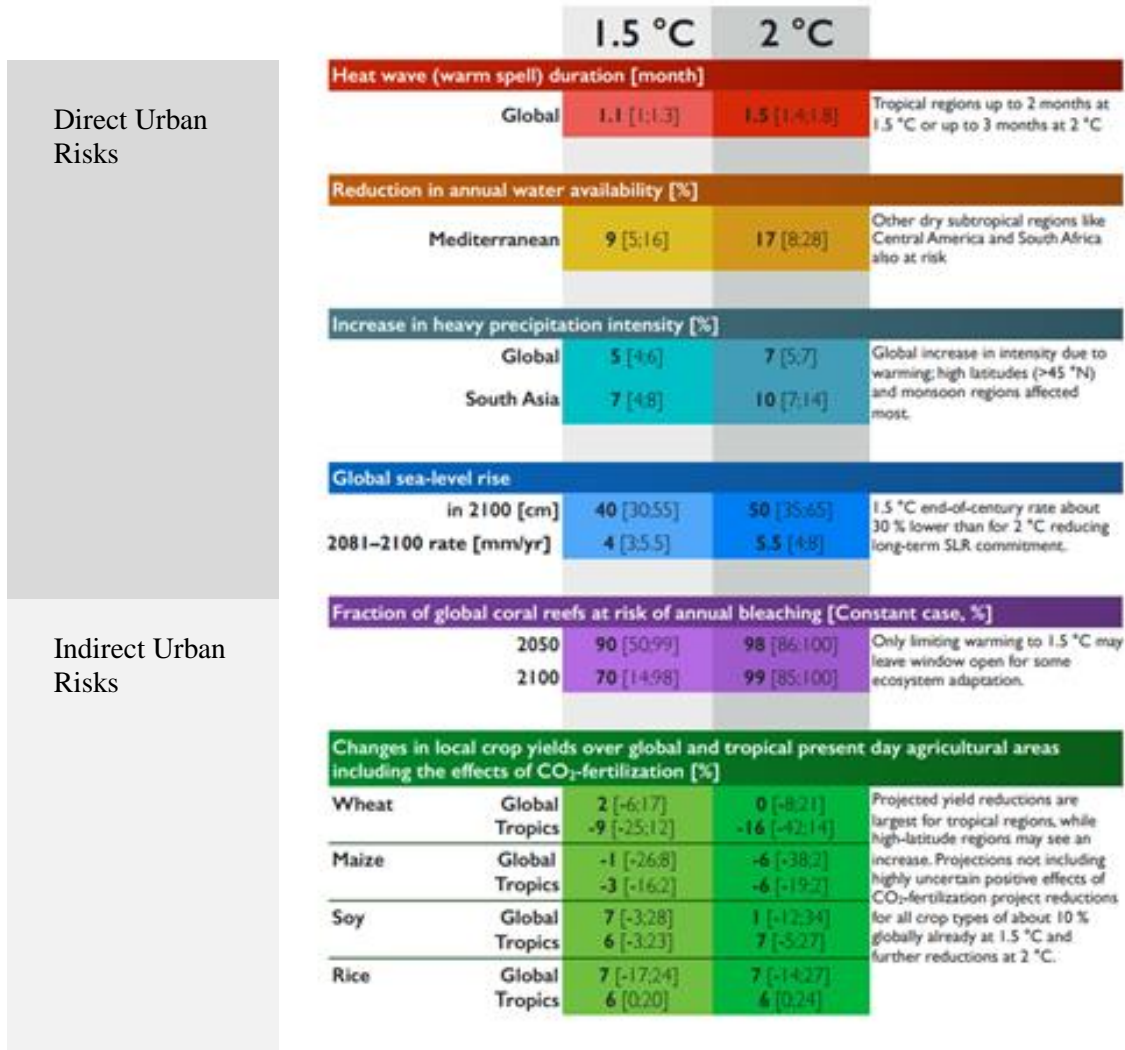 1.5 °C 2 °C
Direct Urban
Risks
Heat wave (warm spell) duration [month]
Global 1.1 [1;1.3] 1.5 [1.4;1.8]
Tropical regions up to 2 months at
1.5 °C or up to 3 months at 2 °C
Reduction in annual water availability [%]
Mediterranean 9 [5;16] 17 [8;28]
Other dry subtropical regions like
Central America and South Africa
also at risk
Increase in heavy precipitation intensity [%]
Global 5 [4;6] 7 [5;7]
South Asia 7 [4;8] 10 [7;14]
Global increase in intensity due to
warming; high latitudes (>45 °N)
and monsoon regions affected
most.
Global sea-level rise
in 2100 [cm] 40 [30;55] 50 [35;65]
2081–2100 rate [mm/yr] 4 [3;5.5] 5.5 [4;8]
1.5 °C end-of-century rate about
30 % lower than for 2 °C reducing
long-term SLR commitment.
Indirect Urban
Risks
Fraction of global coral reefs at risk of annual bleaching [Constant case, %]
2050 90 [50;99] 98 [86;100]
2100 70 [14;98] 99 [85;100]
Only limiting warming to 1.5 °C may
leave window open for some
ecosystem adaptation.
Changes in local crop yields over global and tropical present day agricultural areas
including the effects of CO₂-fertilization [%]
Wheat Global 2 [-6;17] 0 [-8;21]
Tropics -9 [-25;12] -16 [-42;14]
Maize Global -1 [-26;8] -6 [-38;2]
Tropics -3 [-16;2] -6 [-19;2]
Soy Global 7 [-3;28] 1 [-12;34]
Tropics 6 [-3;23] 7 [-5;27]
Rice Global 7 [-17;24] 7 [-14;27]
Tropics 6 [0;20] 6 [0;24]
Projected yield reductions are
largest for tropical regions, while
high-latitude regions may see an
increase. Projections not including
highly uncertain positive effects of
CO₂-fertilization project reductions
for all crop types of about 10 %
globally already at 1.5 °C and
further reductions at 2 °C.